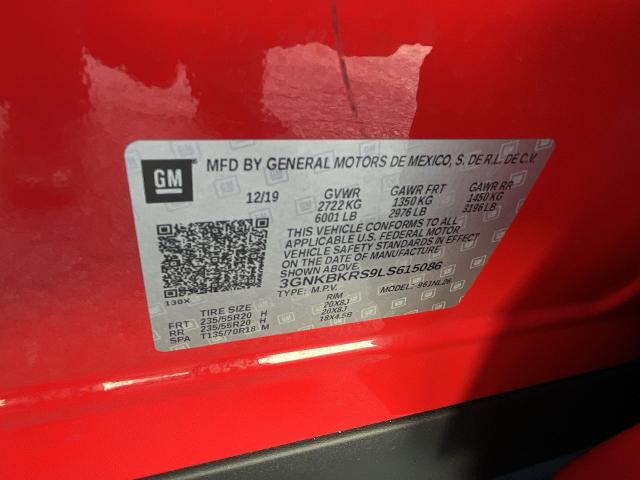 GM
MFD BY GENERAL MOTORS DE MEXICO, S. DE R.L. DE C.V.
12/19 GVWR GAWR FRT GAWR RR
2722 KG 1350 KG 1450 KG
6001 LB 2976 LB 3196 LB
THIS VEHICLE CONFORMS TO ALL
APPLICABLE U.S. FEDERAL MOTOR
VEHICLE SAFETY STANDARDS IN EFFECT
ON THE DATE OF MANUFACTURE
SHOWN ABOVE.
3GNKBKRS9LS615086
TYPE: M.P.V. MODEL: 861NL26
130X
TIRE SIZE RIM
FRT 235/55R20 H 20X8J
RR 235/55R20 H 20X8J
SPA T135/70R18 M 18X4.5B